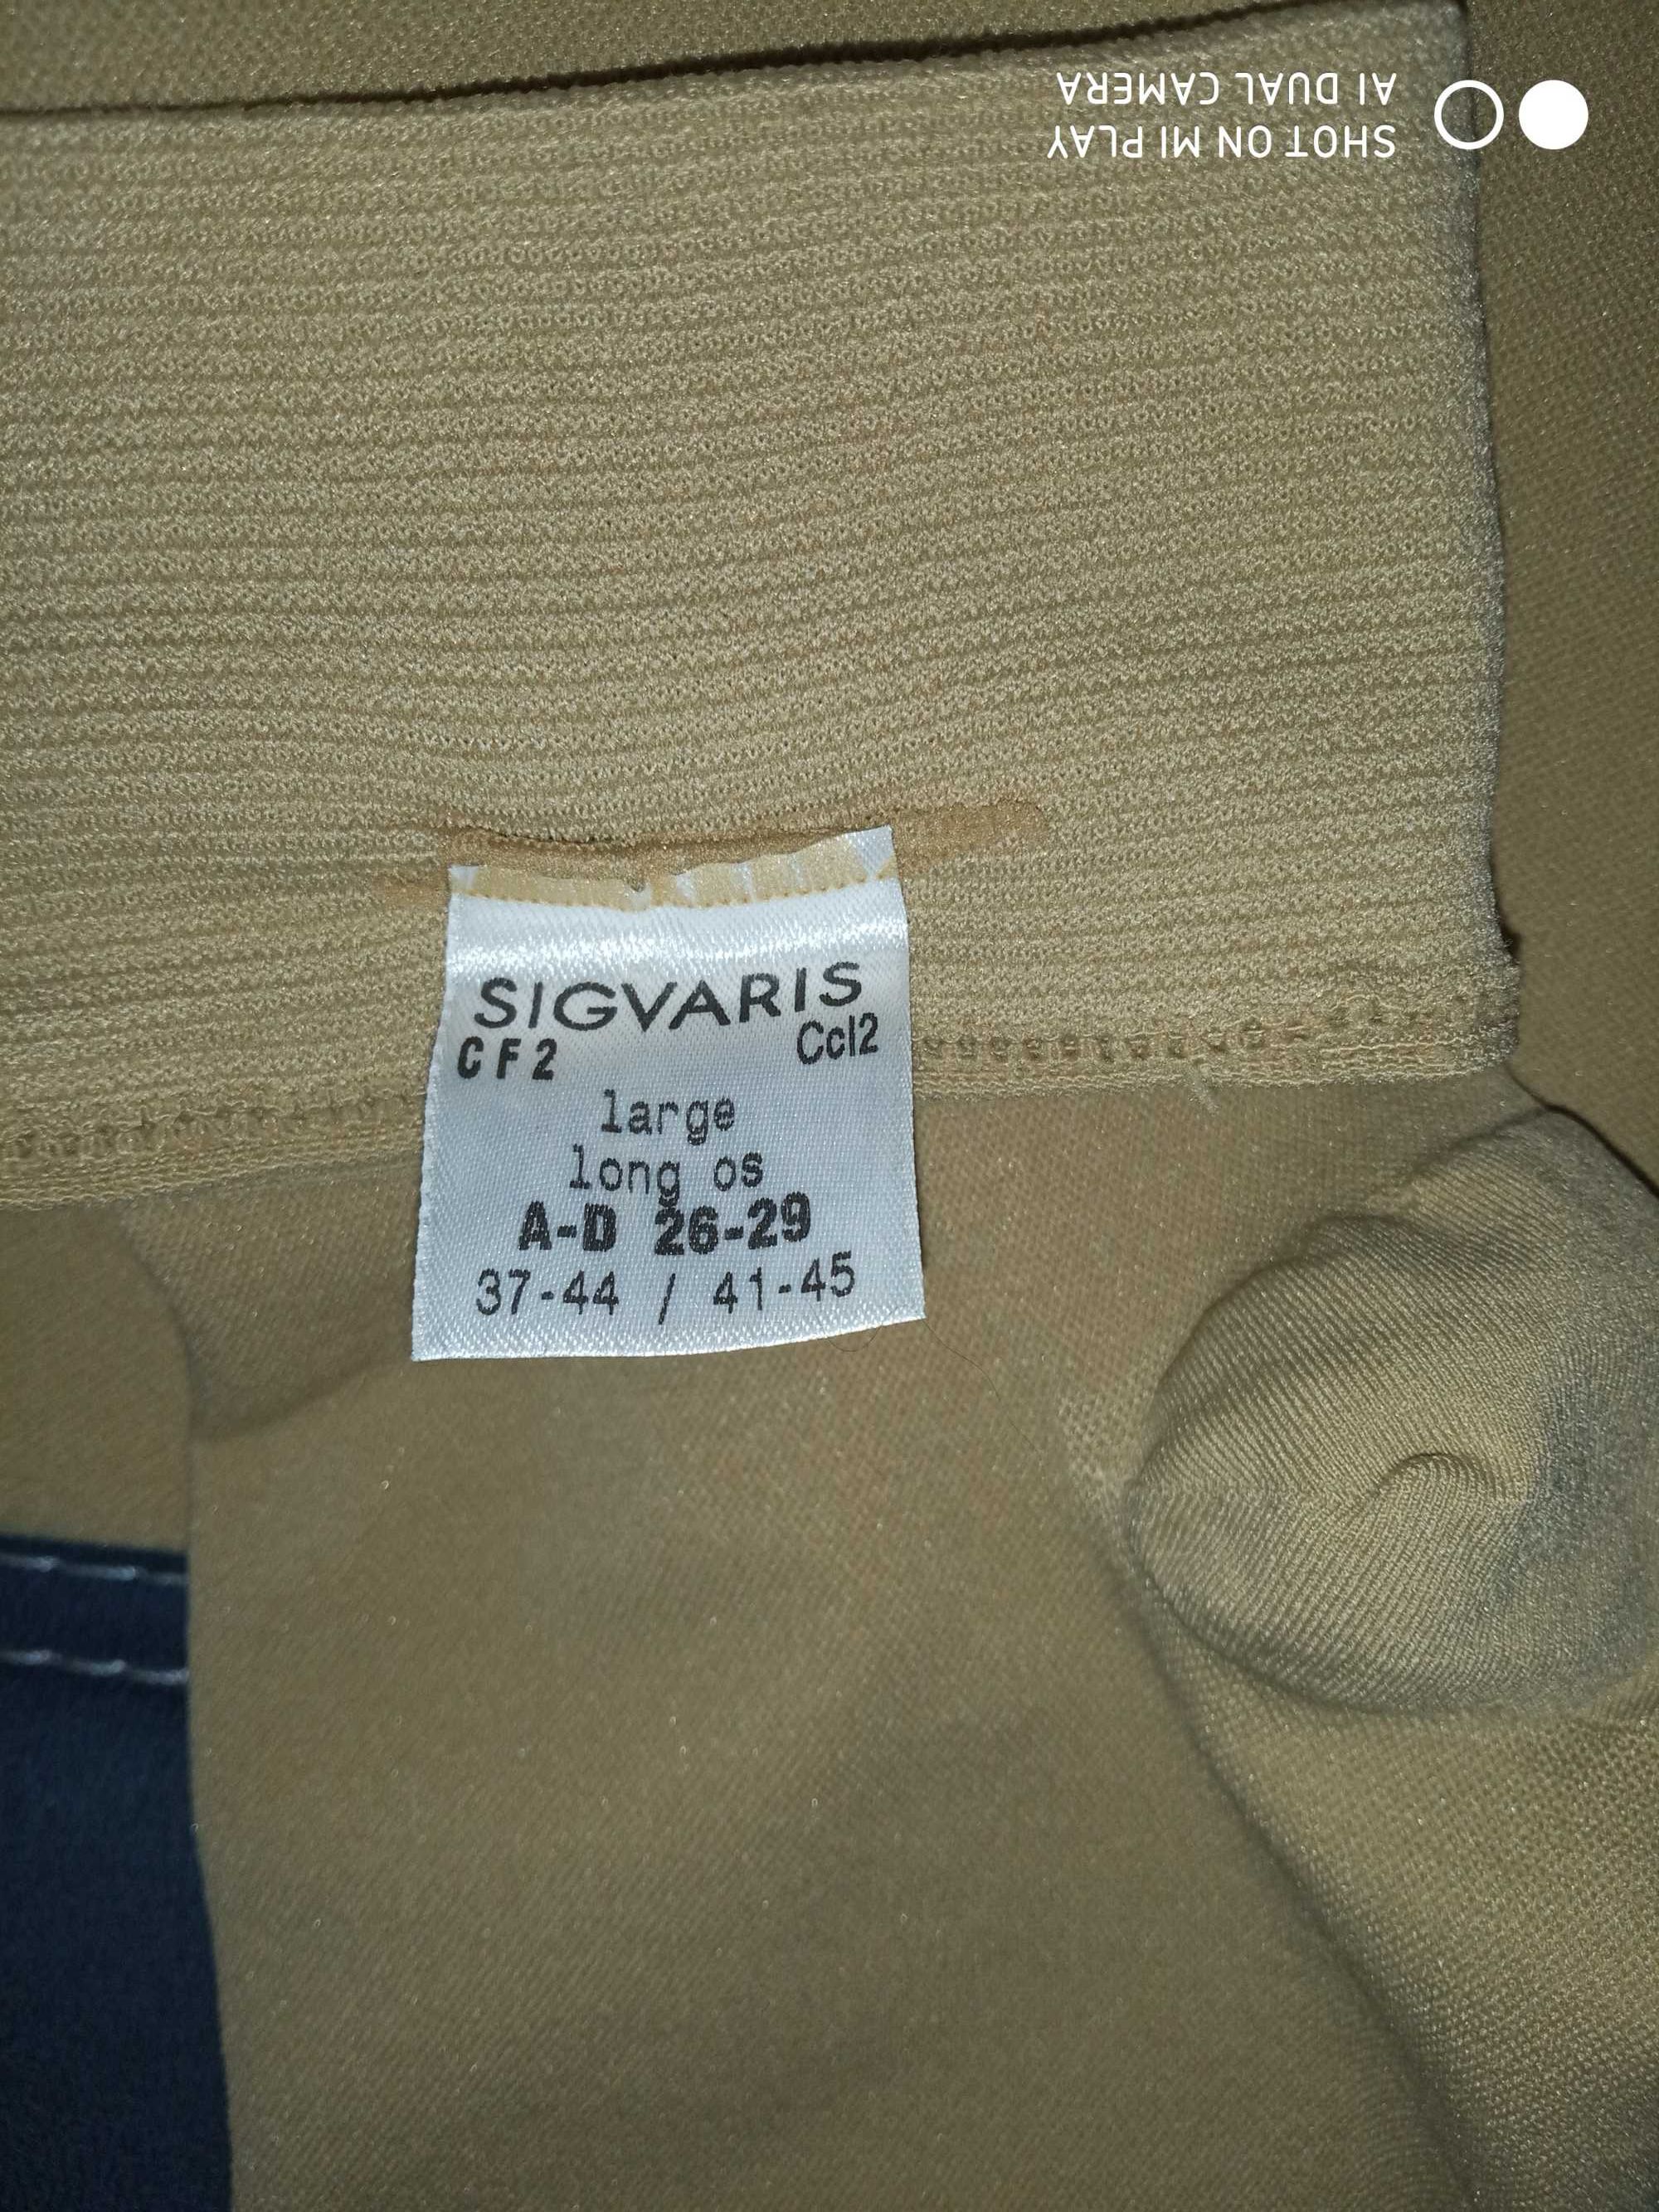 SHOT ON MI PLAY
AI DUAL CAMERA
SIGVARIS
CF2 Ccl2
large
long os
A-D 26-29
37-44 / 41-45